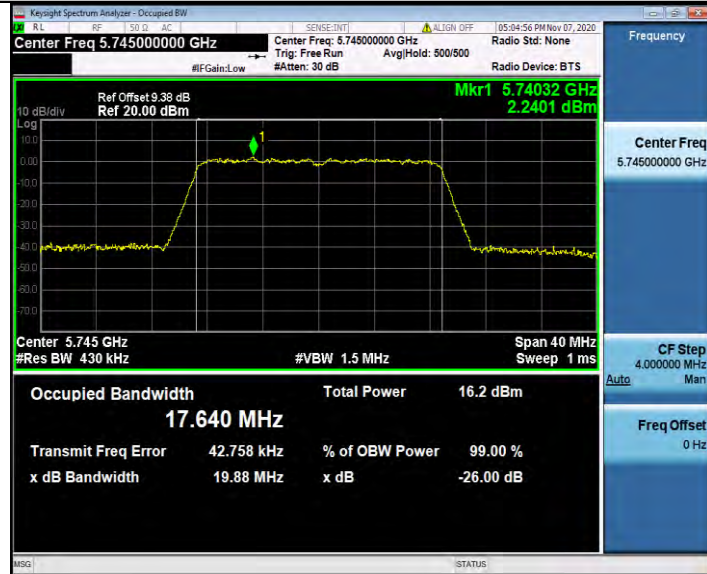 Keysight Spectrum Analyzer - Occupied BW
RL RF 50 Ω AC SENSE:INT ALIGN OFF 05:04:56 PM Nov 07, 2020
Center Freq 5.745000000 GHz
Center Freq: 5.745000000 GHz
Radio Std: None
Trig: Free Run Avg|Hold: 500/500
#IFGain:Low #Atten: 30 dB Radio Device: BTS
Ref Offset 9.38 dB
10 dB/div Ref 20.00 dBm
Mkr1 5.74032 GHz
2.2401 dBm
Log
10.0
0.00
-10.0
-20.0
-30.0
-40.0
-50.0
-60.0
-70.0
1
Center 5.745 GHz Span 40 MHz
#Res BW 430 kHz #VBW 1.5 MHz Sweep 1 ms
Occupied Bandwidth Total Power 16.2 dBm
17.640 MHz
Transmit Freq Error 42.758 kHz % of OBW Power 99.00 %
x dB Bandwidth 19.88 MHz x dB -26.00 dB
MSG STATUS
Frequency
Center Freq
5.745000000 GHz
CF Step
4.000000 MHz
Auto Man
Freq Offset
0 Hz